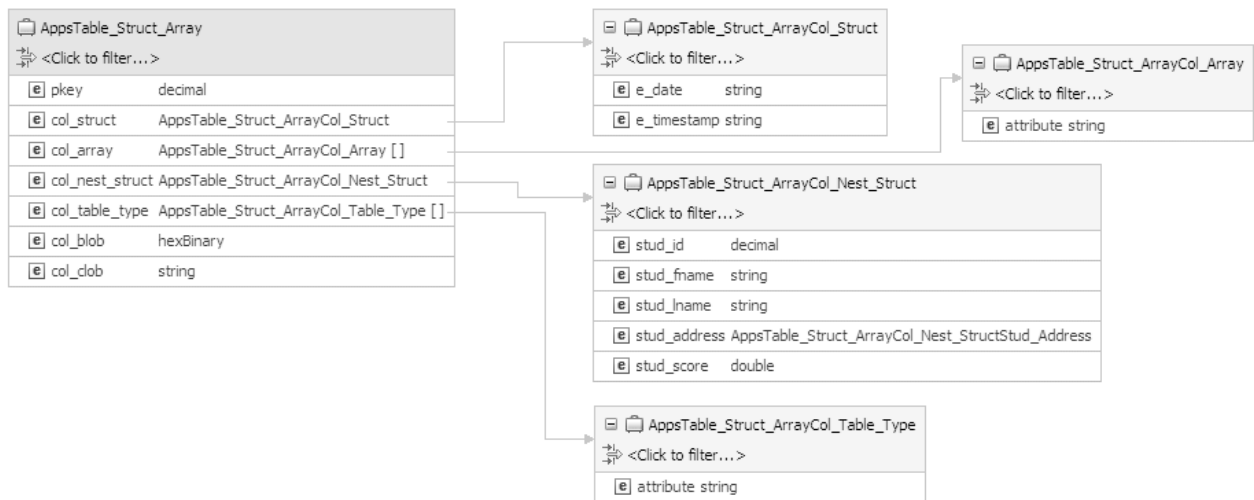 AppsTable_Struct_Array
<Click to filter...>
e pkey decimal
e col_struct AppsTable_Struct_ArrayCol_Struct
e col_array AppsTable_Struct_ArrayCol_Array [ ]
e col_nest_struct AppsTable_Struct_ArrayCol_Nest_Struct
e col_table_type AppsTable_Struct_ArrayCol_Table_Type [ ]
e col_blob hexBinary
e col_clob string
AppsTable_Struct_ArrayCol_Struct
<Click to filter...>
e e_date string
e e_timestamp string
AppsTable_Struct_ArrayCol_Array
<Click to filter...>
e attribute string
AppsTable_Struct_ArrayCol_Nest_Struct
<Click to filter...>
e stud_id decimal
e stud_fname string
e stud_lname string
e stud_address AppsTable_Struct_ArrayCol_Nest_StructStud_Address
e stud_score double
AppsTable_Struct_ArrayCol_Table_Type
<Click to filter...>
e attribute string